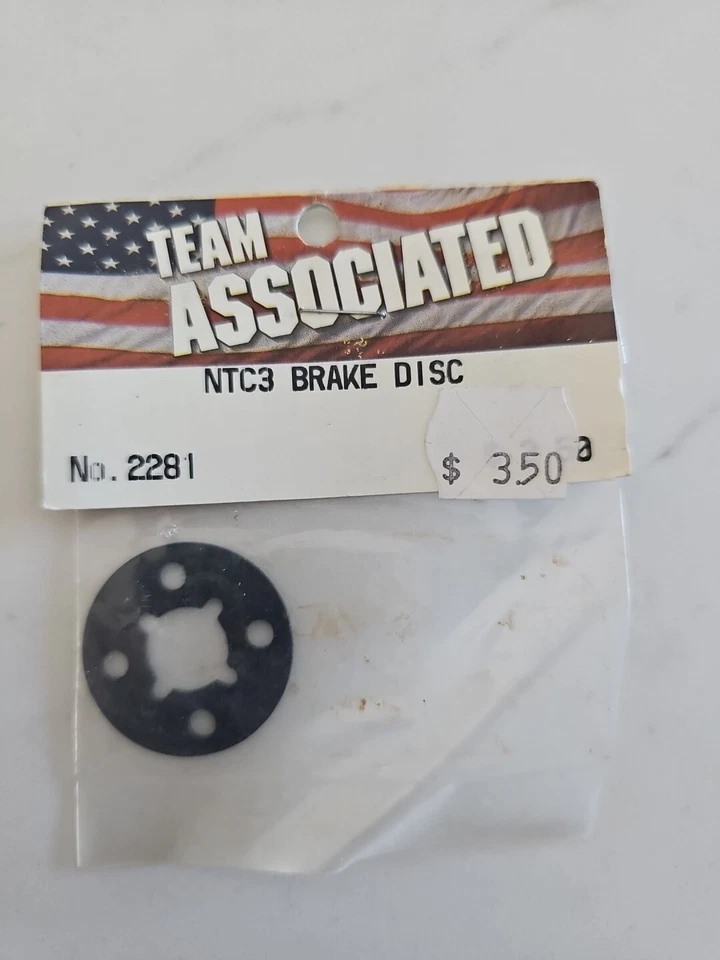 TEAM
ASSOCIATED
NTC3 BRAKE DISC
No. 2281
$ 350